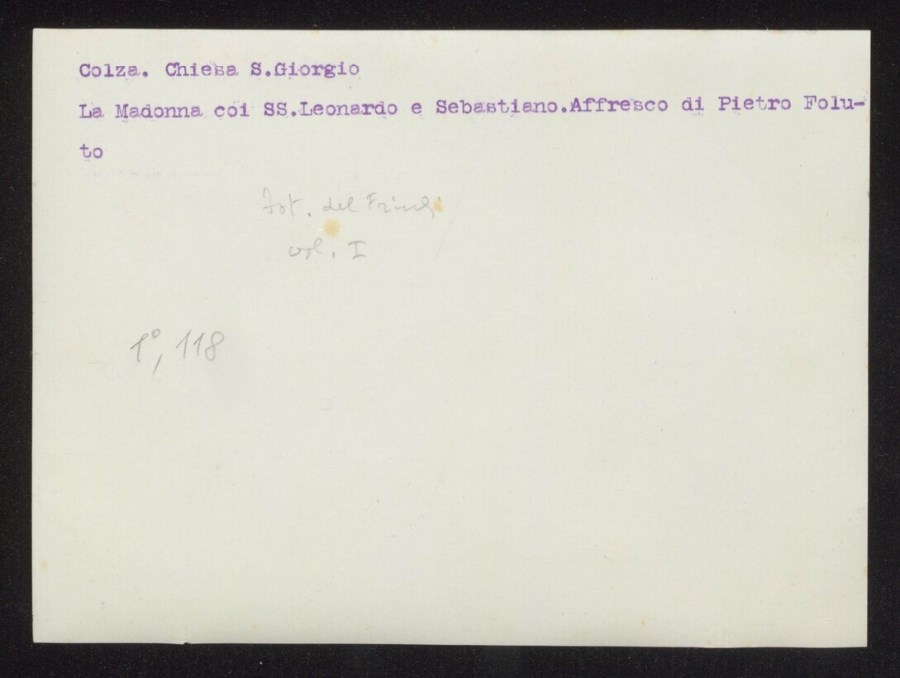 Colza. Chiesa S.Giorgio
La Madonna coi SS.Leonardo e Sebastiano.Affresco di Pietro Folu-
to
fot. del Friuli
vol. I
1°, 118